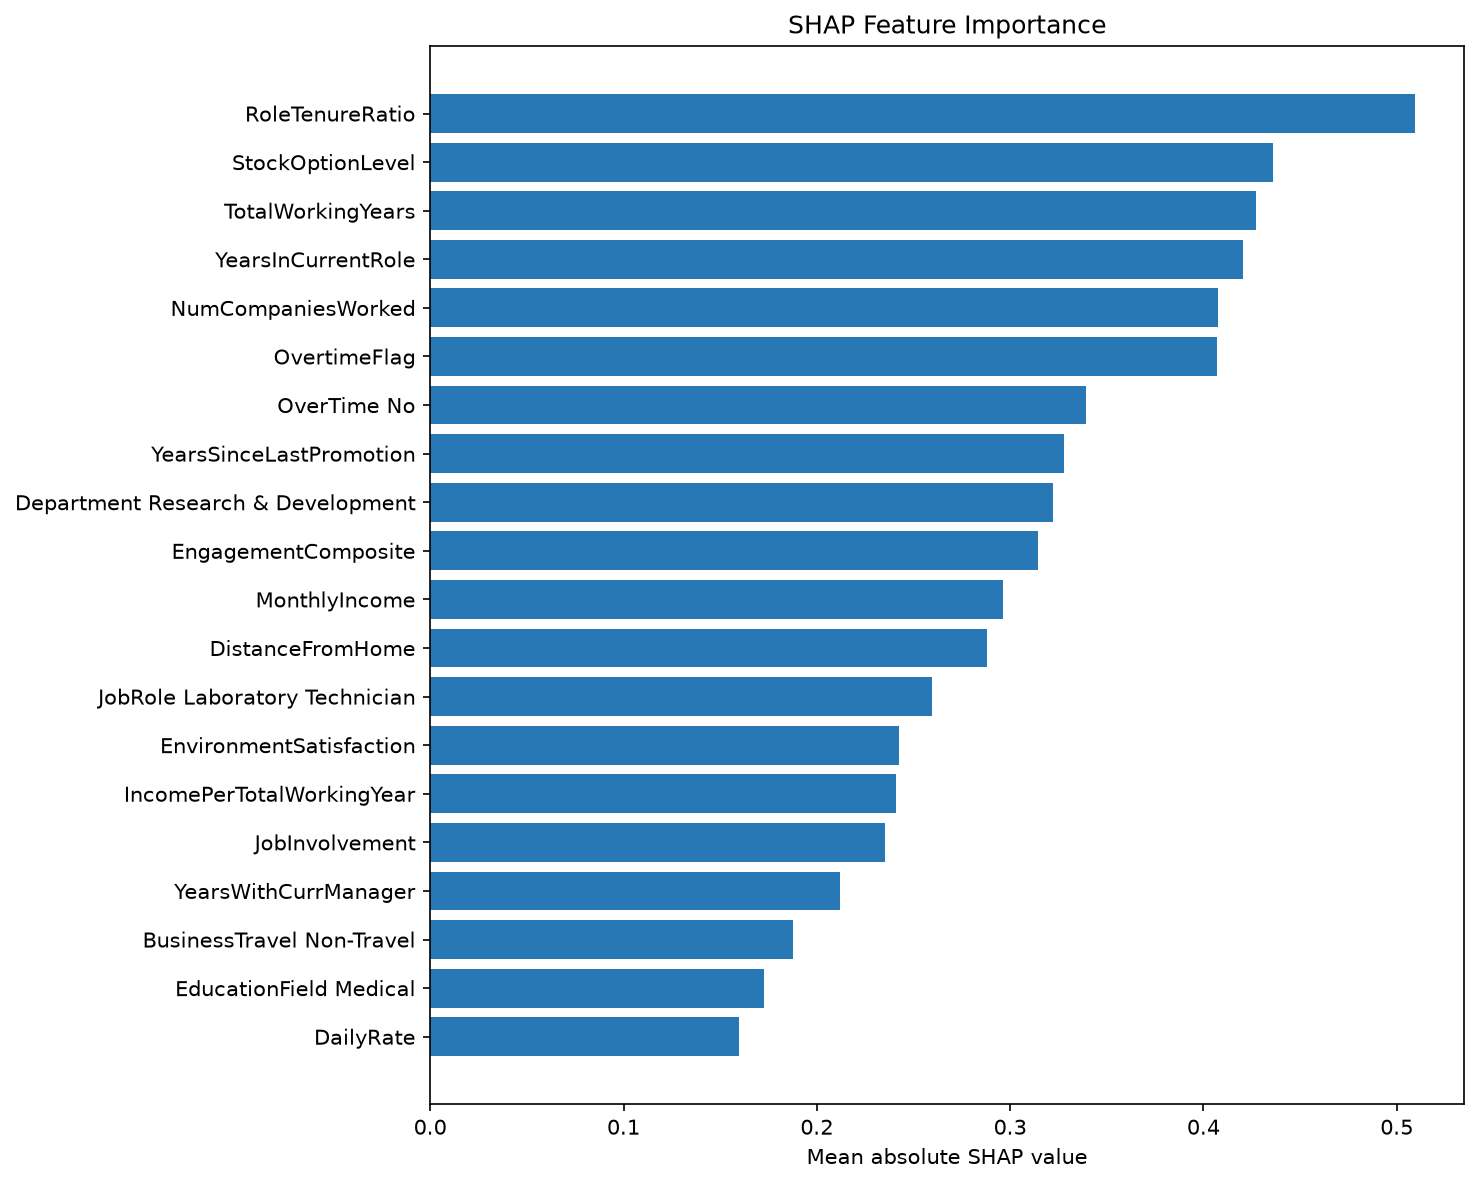 SHAP Feature Importance
RoleTenureRatio
StockOptionLevel
TotalWorkingYears
YearsInCurrentRole
NumCompaniesWorked
OvertimeFlag
OverTime No
YearsSinceLastPromotion
Department Research & Development
EngagementComposite
MonthlyIncome
DistanceFromHome
JobRole Laboratory Technician
EnvironmentSatisfaction
IncomePerTotalWorkingYear
JobInvolvement
YearsWithCurrManager
BusinessTravel Non-Travel
EducationField Medical
DailyRate
0.0 0.1 0.2 0.3 0.4 0.5
Mean absolute SHAP value